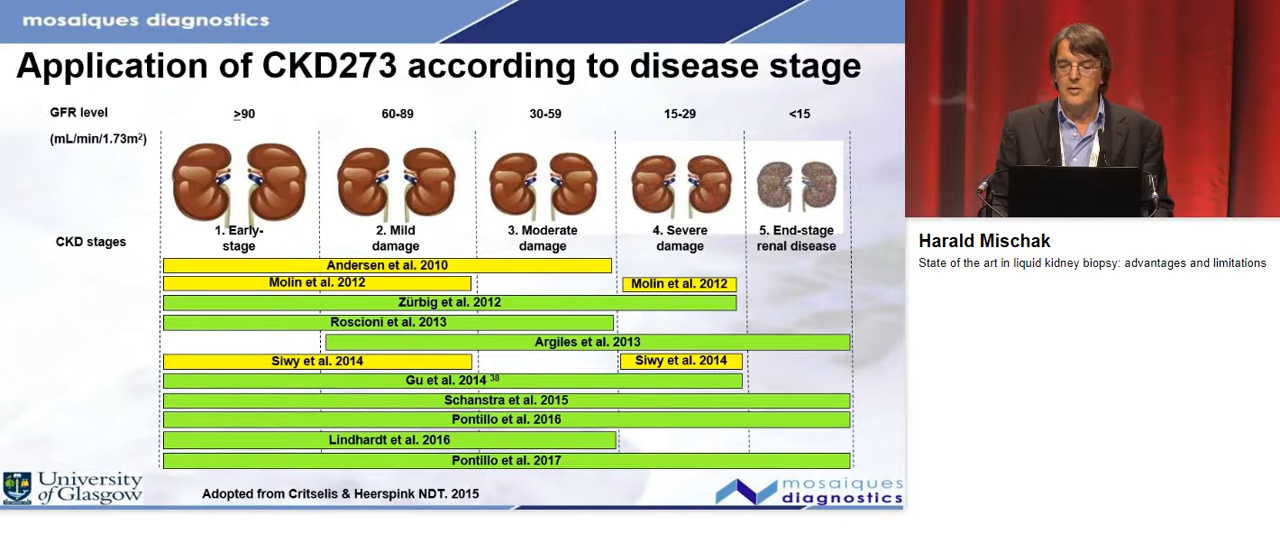 mosaiques diagnostics
Application of CKD273 according to disease stage
GFR level
(mL/min/1.73m²)
≥90
60-89
30-59
15-29
<15
CKD stages
1. Early-
stage
2. Mild
damage
3. Moderate
damage
4. Severe
damage
5. End-stage
renal disease
Andersen et al. 2010
Molin et al. 2012
Molin et al. 2012
Zürbig et al. 2012
Roscioni et al. 2013
Argiles et al. 2013
Siwy et al. 2014
Siwy et al. 2014
Gu et al. 2014 38
Schanstra et al. 2015
Pontillo et al. 2016
Lindhardt et al. 2016
Pontillo et al. 2017
University
of Glasgow
Adopted from Critselis & Heerspink NDT. 2015
mosaiques
diagnostics
Harald Mischak
State of the art in liquid kidney biopsy: advantages and limitations